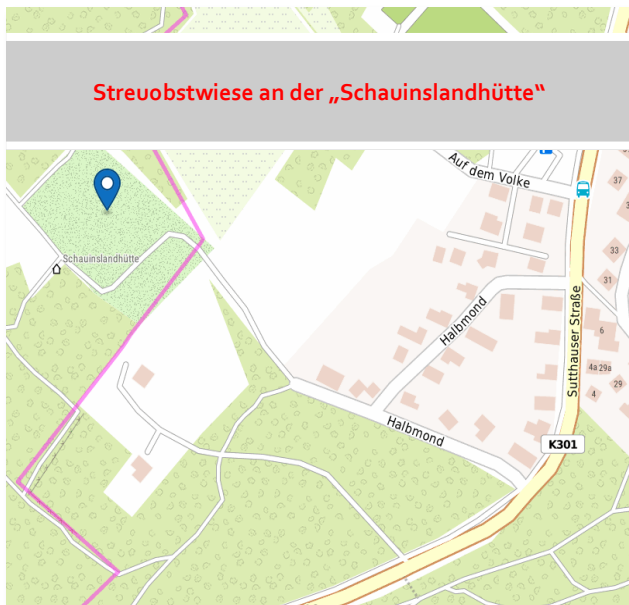 Streuobstwiese an der „Schauinslandhütte“
Auf dem Volke
37
Schauinslandhütte
33
31
Halbmond
Sutthauser Straße
6
4a 29a
29
4
Halbmond
K301